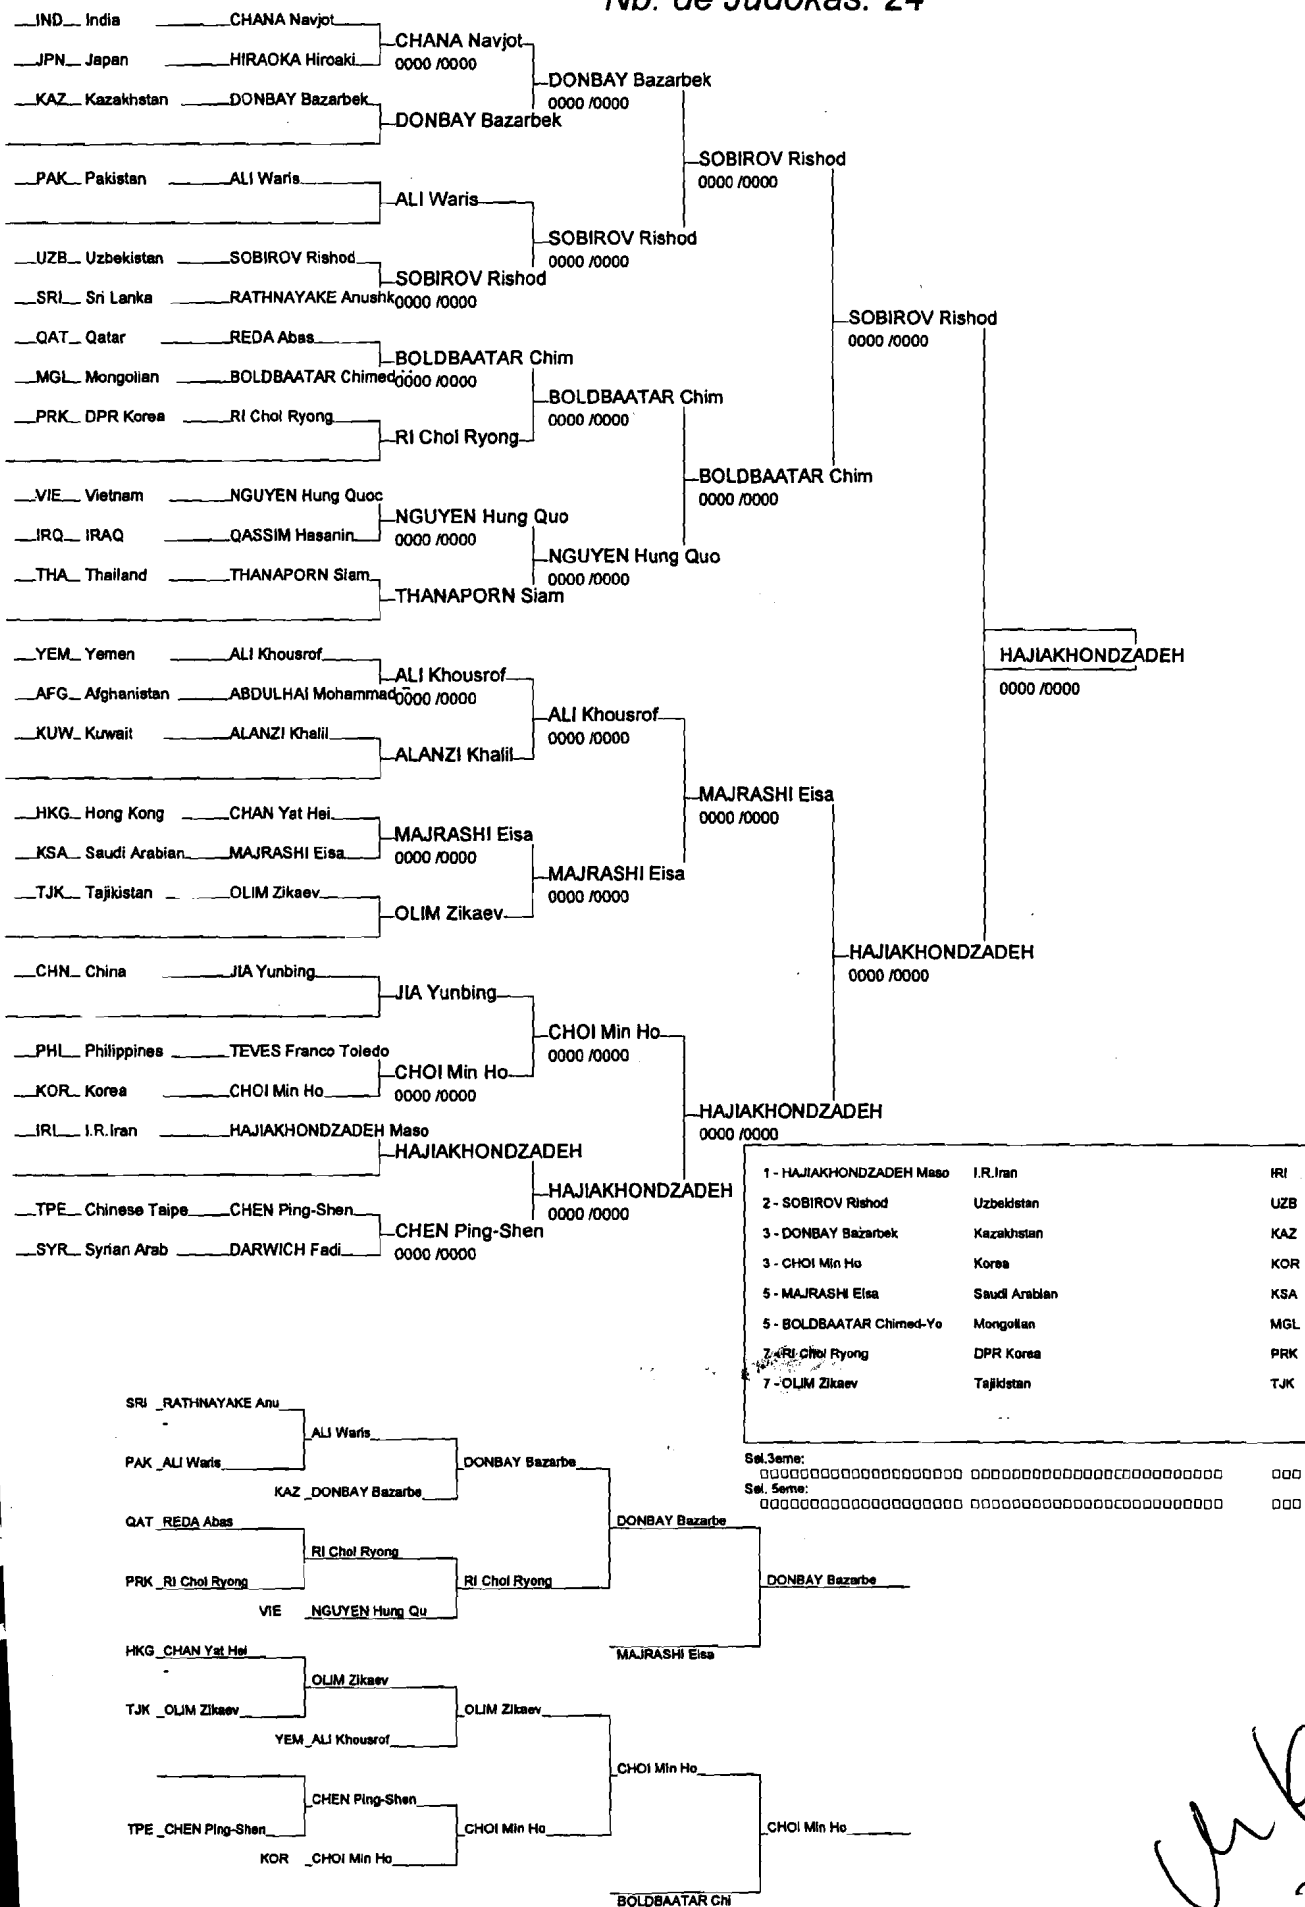 Nb. de Judokas: 24
IND India CHANA Navjot
CHANA Navjot
JPN Japan HIRAOKA Hiroaki
0000 /0000
DONBAY Bazarbek
KAZ Kazakhstan DONBAY Bazarbek
0000 /0000
DONBAY Bazarbek
SOBIROV Rishod
PAK Pakistan ALI Waris
0000 /0000
ALI Waris
SOBIROV Rishod
UZB Uzbekistan SOBIROV Rishod
0000 /0000
SOBIROV Rishod
SRI Sri Lanka RATHNAYAKE Anushk
0000 /0000
SOBIROV Rishod
QAT Qatar REDA Abas
0000 /0000
BOLDBAATAR Chim
MGL Mongolian BOLDBAATAR Chimed
0000 /0000
BOLDBAATAR Chim
PRK DPR Korea RI Chol Ryong
0000 /0000
RI Chol Ryong
BOLDBAATAR Chim
VIE Vietnam NGUYEN Hung Quoc
0000 /0000
NGUYEN Hung Quo
IRQ IRAQ QASSIM Hasanin
0000 /0000
NGUYEN Hung Quo
THA Thailand THANAPORN Siam
0000 /0000
THANAPORN Siam
YEM Yemen ALI Khousrof
HAJIAKHONDZADEH
ALI Khousrof
0000 /0000
AFG Afghanistan ABDULHAI Mohammad
0000 /0000
ALI Khousrof
KUW Kuwait ALANZI Khalil
0000 /0000
ALANZI Khalil
MAJRASHI Eisa
HKG Hong Kong CHAN Yat Hei
0000 /0000
MAJRASHI Eisa
KSA Saudi Arabian MAJRASHI Eisa
0000 /0000
MAJRASHI Eisa
TJK Tajikistan OLIM Zikaev
0000 /0000
OLIM Zikaev
HAJIAKHONDZADEH
CHN China JIA Yunbing
0000 /0000
JIA Yunbing
CHOI Min Ho
PHL Philippines TEVES Franco Toledo
0000 /0000
CHOI Min Ho
KOR Korea CHOI Min Ho
0000 /0000
HAJIAKHONDZADEH
IRI I.R.Iran HAJIAKHONDZADEH Maso
0000 /0000
HAJIAKHONDZADEH
HAJIAKHONDZADEH
TPE Chinese Taipe CHEN Ping-Shen
0000 /0000
CHEN Ping-Shen
SYR Syrian Arab DARWICH Fadi
0000 /0000
1 - HAJIAKHONDZADEH Maso I.R.Iran IRI
2 - SOBIROV Rishod Uzbekistan UZB
3 - DONBAY Bazarbek Kazakhstan KAZ
3 - CHOI Min Ho Korea KOR
5 - MAJRASHI Eisa Saudi Arabian KSA
5 - BOLDBAATAR Chimed-Yo Mongolian MGL
7 - RI Chol Ryong DPR Korea PRK
7 - OLIM Zikaev Tajikistan TJK
Sel.3eme:
Sel. 5eme:
SRI RATHNAYAKE Anu
ALI Waris
PAK ALI Waris
DONBAY Bazarbe
KAZ DONBAY Bazarbe
QAT REDA Abas
DONBAY Bazarbe
RI Chol Ryong
PRK RI Chol Ryong
RI Chol Ryong
DONBAY Bazarbe
VIE NGUYEN Hung Qu
HKG CHAN Yat Hei
MAJRASHI Eisa
OLIM Zikaev
TJK OLIM Zikaev
OLIM Zikaev
YEM ALI Khousrof
CHOI Min Ho
CHEN Ping-Shen
TPE CHEN Ping-Shen
CHOI Min Ho
CHOI Min Ho
KOR CHOI Min Ho
BOLDBAATAR Chi